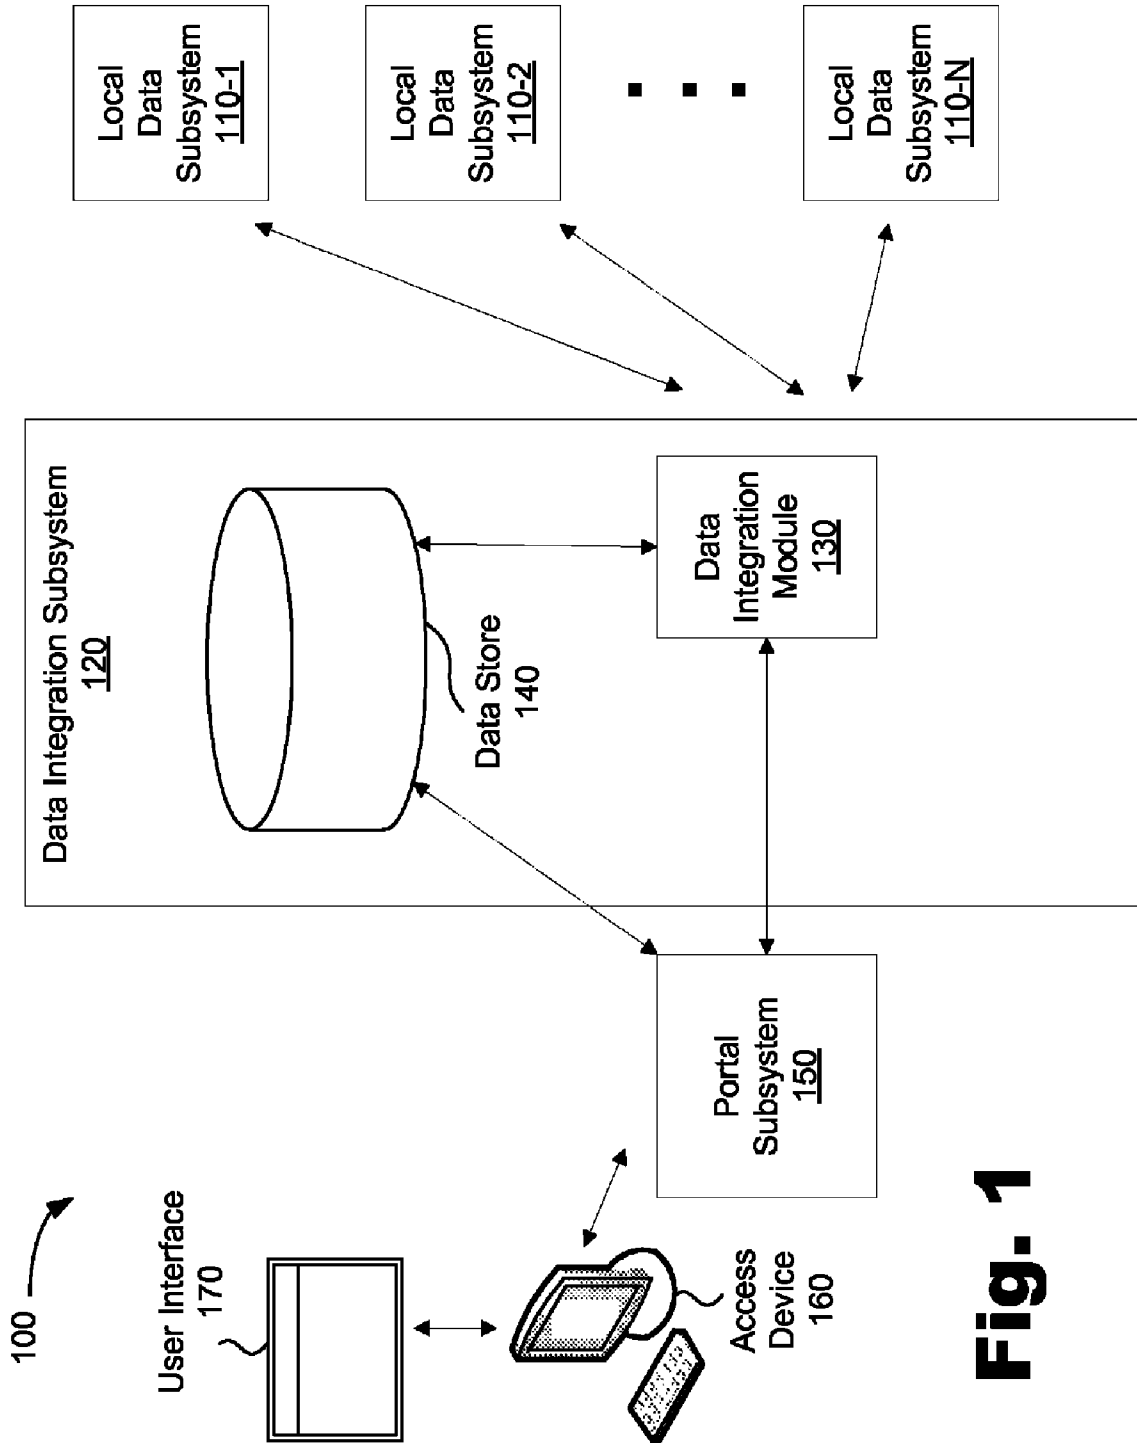 100
User Interface
170
Access
Device
160
Portal
Subsystem
150
Data Integration Subsystem
120
Data Store
140
Data
Integration
Module
130
Local
Data
Subsystem
110-1
Local
Data
Subsystem
110-2
Local
Data
Subsystem
110-N
Fig. 1